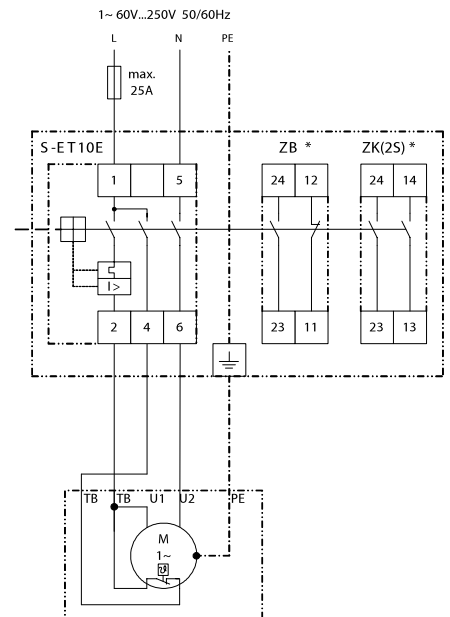 1~ 60V...250V 50/60Hz
L N PE
max.
25A
S-ET10E ZB * ZK(2S) *
1 5 24 12 24 14
I>
2 4 6 23 11 23 13
TB TB U1 U2 PE
M
1~
ϑ